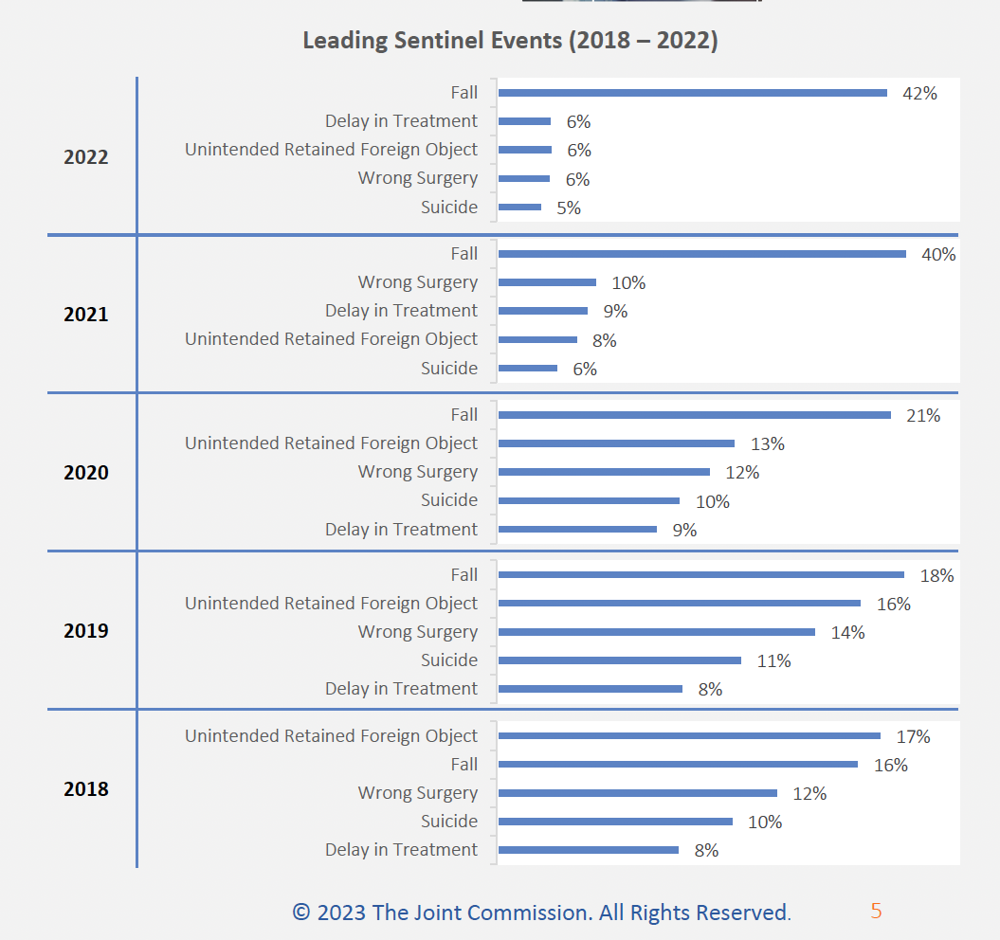 Leading Sentinel Events (2018 – 2022)
2022
Fall 42%
Delay in Treatment 6%
Unintended Retained Foreign Object 6%
Wrong Surgery 6%
Suicide 5%
2021
Fall 40%
Wrong Surgery 10%
Delay in Treatment 9%
Unintended Retained Foreign Object 8%
Suicide 6%
2020
Fall 21%
Unintended Retained Foreign Object 13%
Wrong Surgery 12%
Suicide 10%
Delay in Treatment 9%
2019
Fall 18%
Unintended Retained Foreign Object 16%
Wrong Surgery 14%
Suicide 11%
Delay in Treatment 8%
2018
Unintended Retained Foreign Object 17%
Fall 16%
Wrong Surgery 12%
Suicide 10%
Delay in Treatment 8%
© 2023 The Joint Commission. All Rights Reserved. 5